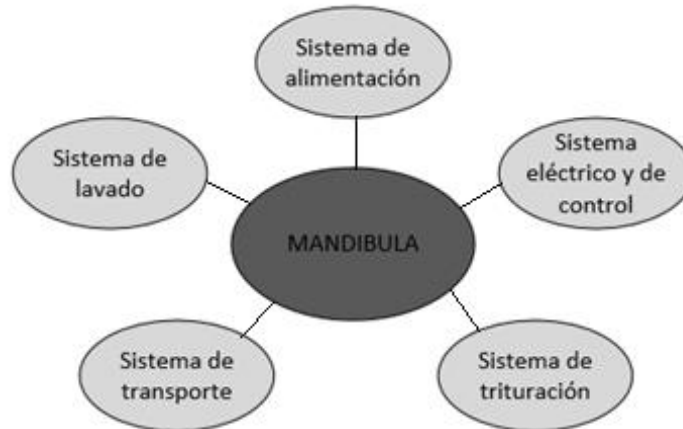 Sistema de
alimentación
Sistema de
lavado
Sistema
eléctrico y de
control
MANDIBULA
Sistema de
transporte
Sistema de
trituración